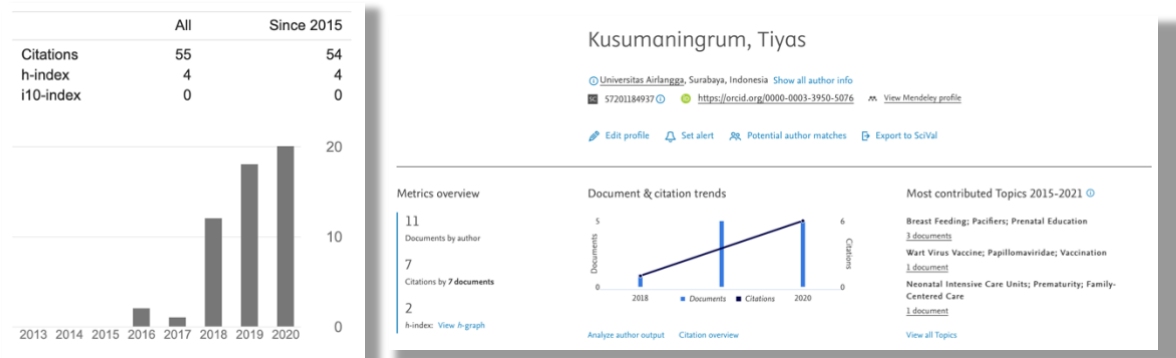 All Since 2015
Citations 55 54
h-index 4 4
i10-index 0 0
20
10
0
2013 2014 2015 2016 2017 2018 2019 2020
Kusumaningrum, Tiyas
Universitas Airlangga, Surabaya, Indonesia Show all author info
SC 57201184937 iD https://orcid.org/0000-0003-3950-5076 View Mendeley profile
Edit profile Set alert Potential author matches Export to SciVal
Metrics overview
11
Documents by author
7
Citations by 7 documents
2
h-index: View h-graph
Document & citation trends
5
6
Documents
Citations
0
0
2018 2020
Documents Citations
Analyze author output Citation overview
Most contributed Topics 2015-2021
Breast Feeding; Pacifiers; Prenatal Education
3 documents
Wart Virus Vaccine; Papillomaviridae; Vaccination
1 document
Neonatal Intensive Care Units; Prematurity; Family-
Centered Care
1 document
View all Topics